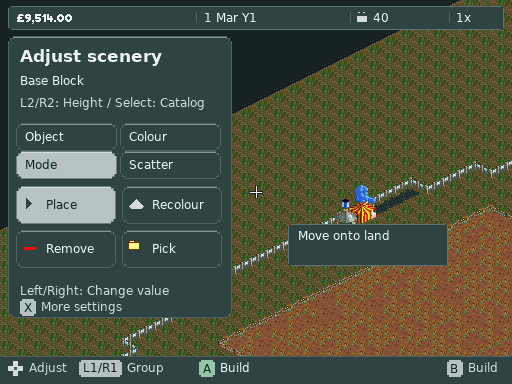 £9,514.00
1 Mar Y1
40
1x
Adjust scenery
Base Block
L2/R2: Height / Select: Catalog
Object
Colour
Mode
Scatter
Place
Recolour
Remove
Pick
Move onto land
Left/Right: Change value
X More settings
Adjust
L1/R1 Group
A Build
B Build